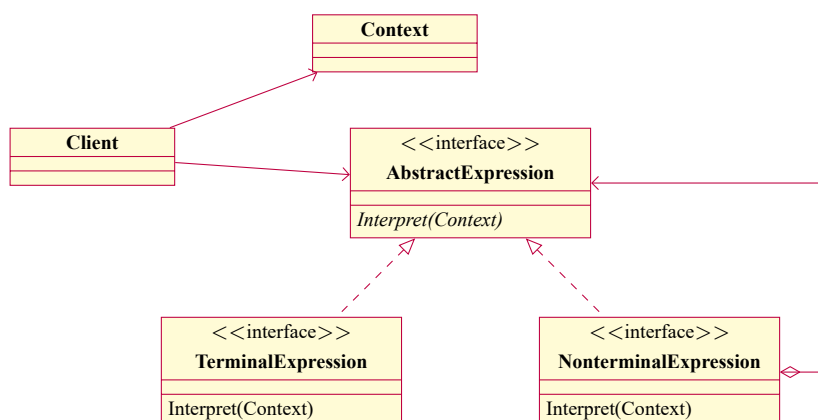 Context
Client
<<interface>>
AbstractExpression
Interpret(Context)
<<interface>>
TerminalExpression
Interpret(Context)
<<interface>>
NonterminalExpression
Interpret(Context)